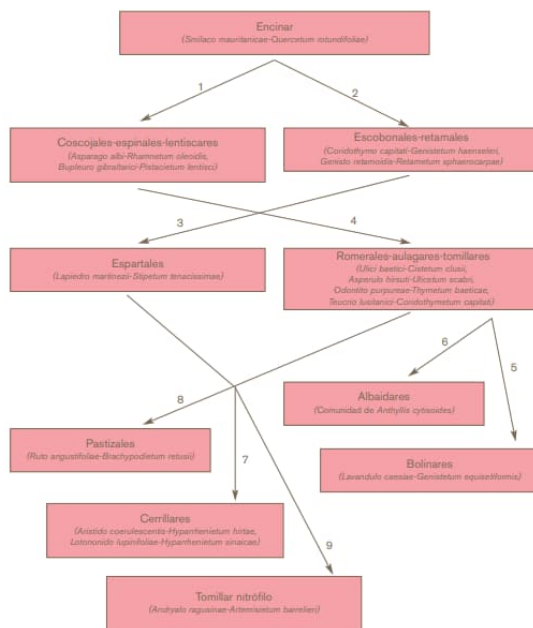 Encinar
(Smilaco mauritanicae-Quercetum rotundifoliae)
1
2
Coscojales-espinales-lentiscares
(Asparago albi-Rhamnetum oleoidis,
Bupleuro gibraltarici-Pistacietum lentisci)
Escobonales-retamales
(Coridothymo capitati-Genistetum haenseleri,
Genisto retamoidis-Retametum sphaerocarpae)
3
4
Espartales
(Lapiedro martinezii-Stipetum tenacissimae)
Romerales-aulagares-tomillares
(Ulici baetici-Cistetum clusii,
Asperulo hirsuti-Ulicetum scabri,
Odontito purpureae-Thymetum baeticae,
Teucrio lusitanici-Coridothymetum capitati)
6
5
Albaidares
(Comunidad de Anthyllis cytisoides)
8
Pastizales
(Ruto angustifoliae-Brachypodietum retusii)
7
Bolinares
(Lavandulo caesiae-Genistetum equisetiformis)
Cerrillares
(Aristido coerulescentis-Hyparrhenietum hirtae,
Lotononido lupinifoliae-Hyparrhenietum sinaicae)
9
Tomillar nitrófilo
(Andryalo ragusinae-Artemisietum barrelieri)